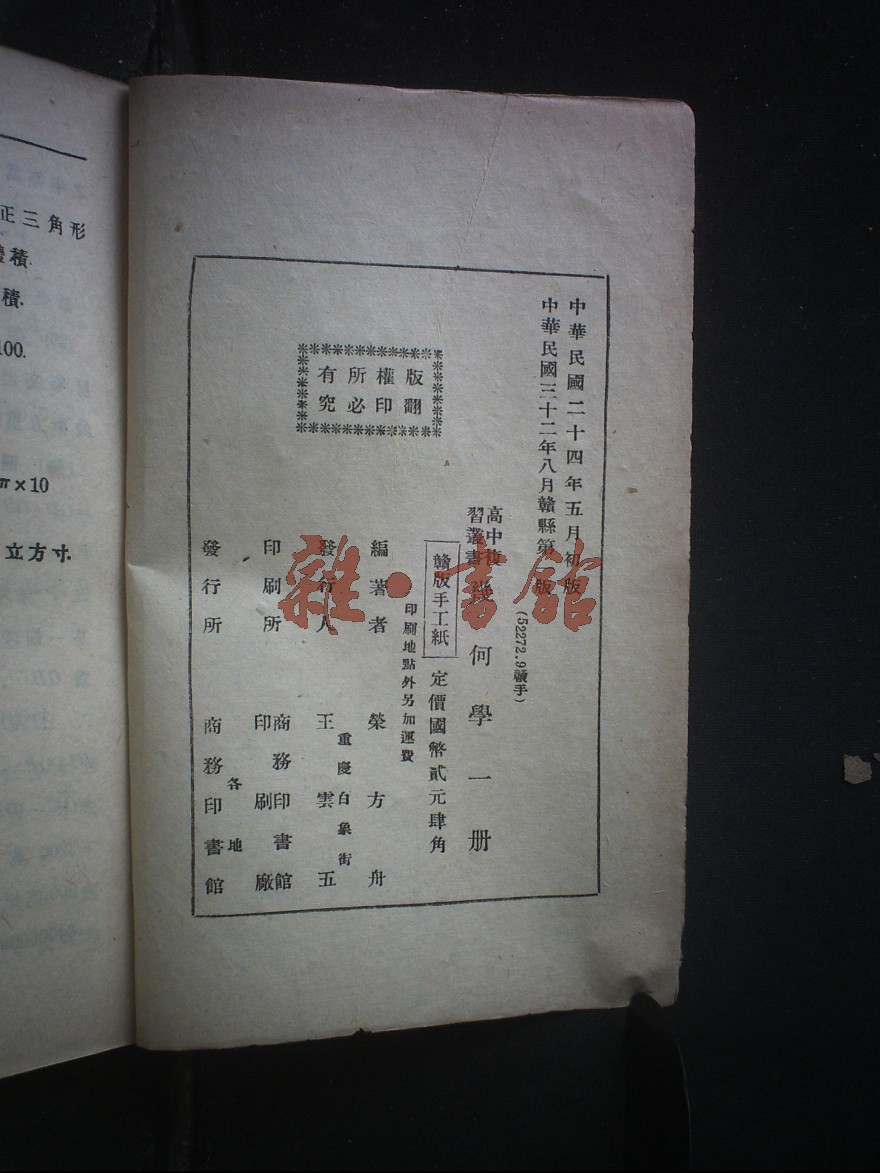 中華民國二十四年五月初版
中華民國三十二年八月贛縣第 版
(52272.9贛手)
高中復
習叢書
幾何學一册
贛版手工紙
定價國幣貳元肆角
印刷地點外另加運費
編著者 榮方舟
發行人 王雲五
重慶白象街
印刷所 商務印書館
印刷廠
發行所 各地
商務印書館
版權所有
翻印必究
雜·書館
正三角形
積.
積.
100.
π×10
立方寸.